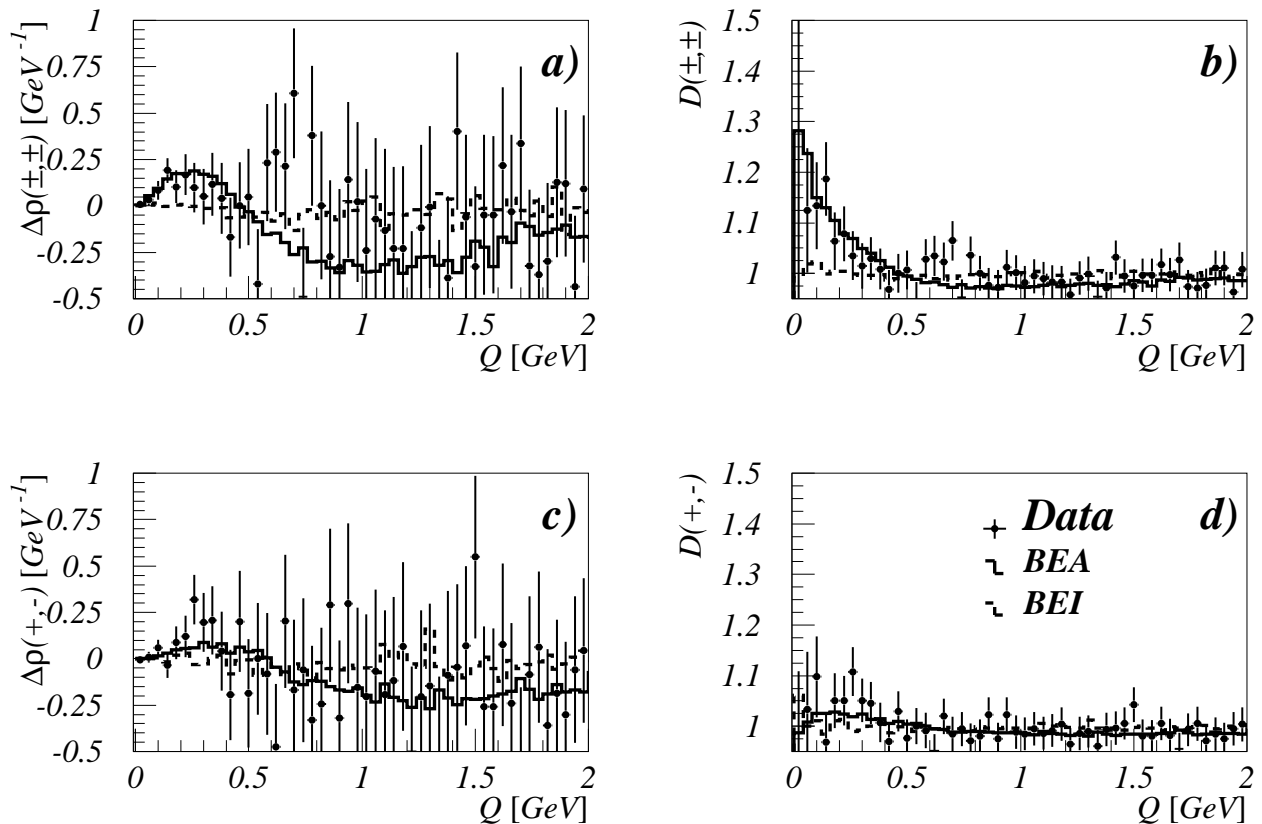 Δρ(±,±) [GeV⁻¹]
1
0.75
0.5
0.25
0
-0.25
-0.5
a)
0 0.5 1 1.5 2
Q [GeV]
D(±,±)
1.5
1.4
1.3
1.2
1.1
1
b)
0 0.5 1 1.5 2
Q [GeV]
Δρ(+,-) [GeV⁻¹]
1
0.75
0.5
0.25
0
-0.25
-0.5
c)
0 0.5 1 1.5 2
Q [GeV]
D(+,-)
1.5
1.4
1.3
1.2
1.1
1
d)
Data
BEA
BEI
0 0.5 1 1.5 2
Q [GeV]